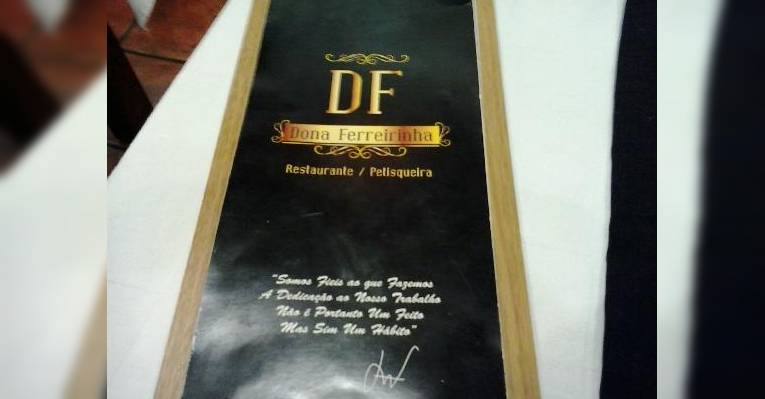 DF
Dona Ferreirinha
Restaurante / Petisqueira
"Somos Fieis ao que Fazemos
A Dedicação ao Nosso Trabalho
Não é Portanto Um Feito
Mas Sim Um Hábito"